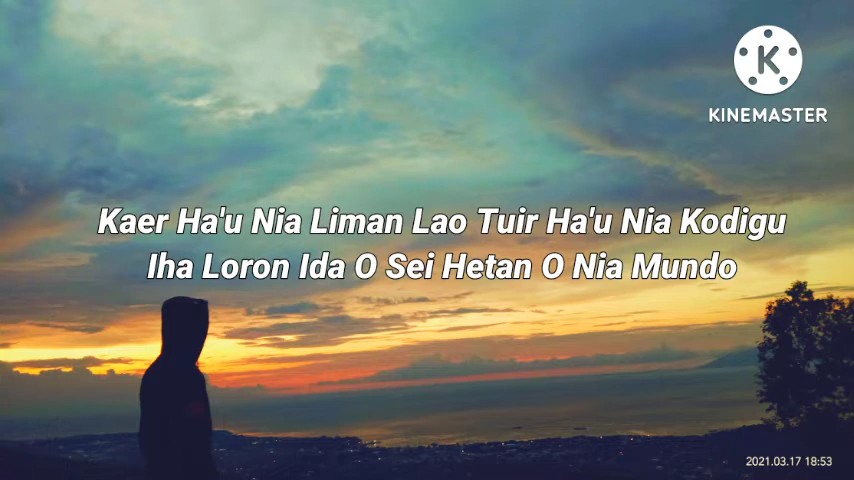 KINEMASTER
Kaer Ha'u Nia Liman Lao Tuir Ha'u Nia Kodigu
Iha Loron Ida O Sei Hetan O Nia Mundo
2021.03.17 18:53